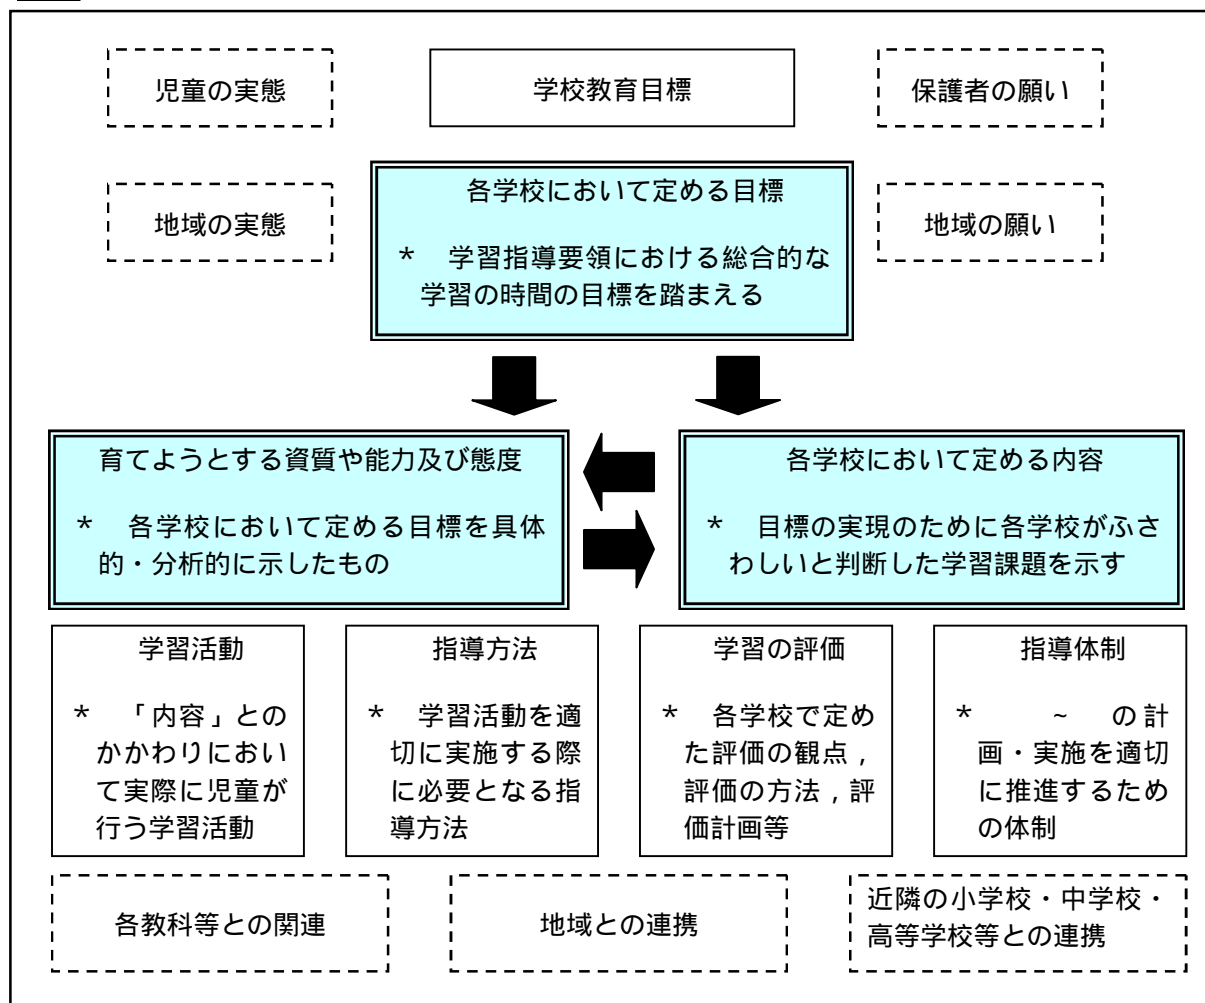 児童の実態
学校教育目標
保護者の願い
地域の実態
各学校において定める目標
* 学習指導要領における総合的な
学習の時間の目標を踏まえる
地域の願い
育てようとする資質や能力及び態度
* 各学校において定める目標を具体
的・分析的に示したもの
各学校において定める内容
* 目標の実現のために各学校がふさ
わしいと判断した学習課題を示す
学習活動
* 「内容」との
かかわりにおい
て実際に児童が
行う学習活動
指導方法
* 学習活動を適
切に実施する際
に必要となる指
導方法
学習の評価
* 各学校で定め
た評価の観点，
評価の方法，評
価計画等
指導体制
* ~ の計
画・実施を適切
に推進するため
の体制
各教科等との関連
地域との連携
近隣の小学校・中学校・
高等学校等との連携